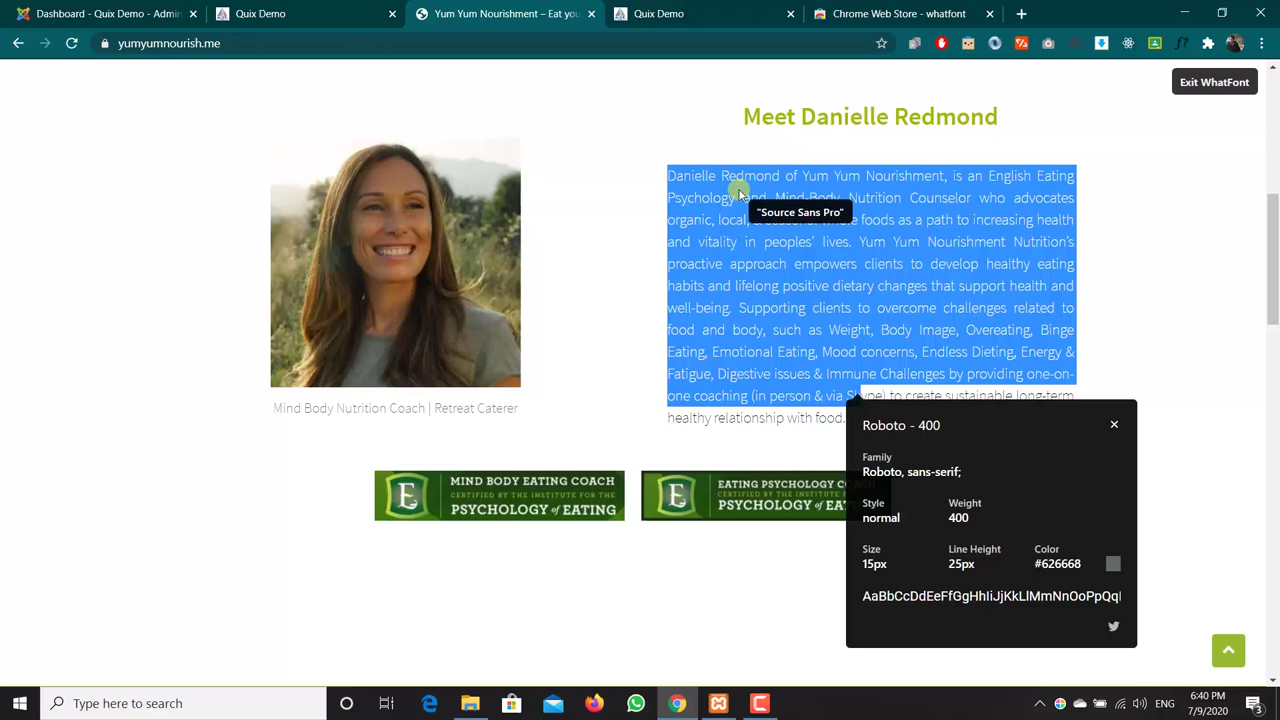 Dashboard - Quix Demo - Admin
Quix Demo
Yum Yum Nourishment – Eat you
Quix Demo
Chrome Web Store - whatfont
yumyumnourish.me
Exit WhatFont
Meet Danielle Redmond
Danielle Redmond of Yum Yum Nourishment, is an English Eating
Psychology and Mind-Body Nutrition Counselor who advocates
"Source Sans Pro"
organic, local, whole foods as a path to increasing health
and vitality in peoples' lives. Yum Yum Nourishment Nutrition's
proactive approach empowers clients to develop healthy eating
habits and lifelong positive dietary changes that support health and
well-being. Supporting clients to overcome challenges related to
food and body, such as Weight, Body Image, Overeating, Binge
Eating, Emotional Eating, Mood concerns, Endless Dieting, Energy &
Fatigue, Digestive issues & Immune Challenges by providing one-on-
one coaching (in person & via Skype) to create sustainable long-term
healthy relationship with food.
Mind Body Nutrition Coach | Retreat Caterer
E
MIND BODY EATING COACH
CERTIFIED BY THE INSTITUTE FOR THE
PSYCHOLOGY of EATING
E
EATING PSYCHOLOGY CO
CERTIFIED BY THE INSTITU
PSYCHOLOGY of E
Roboto - 400
Family
Roboto, sans-serif;
Style Weight
normal 400
Size Line Height Color
15px 25px #626668
AaBbCcDdEeFfGgHhIiJjKkLlMmNnOoPpQq
Type here to search
ENG
6:40 PM
7/9/2020
3